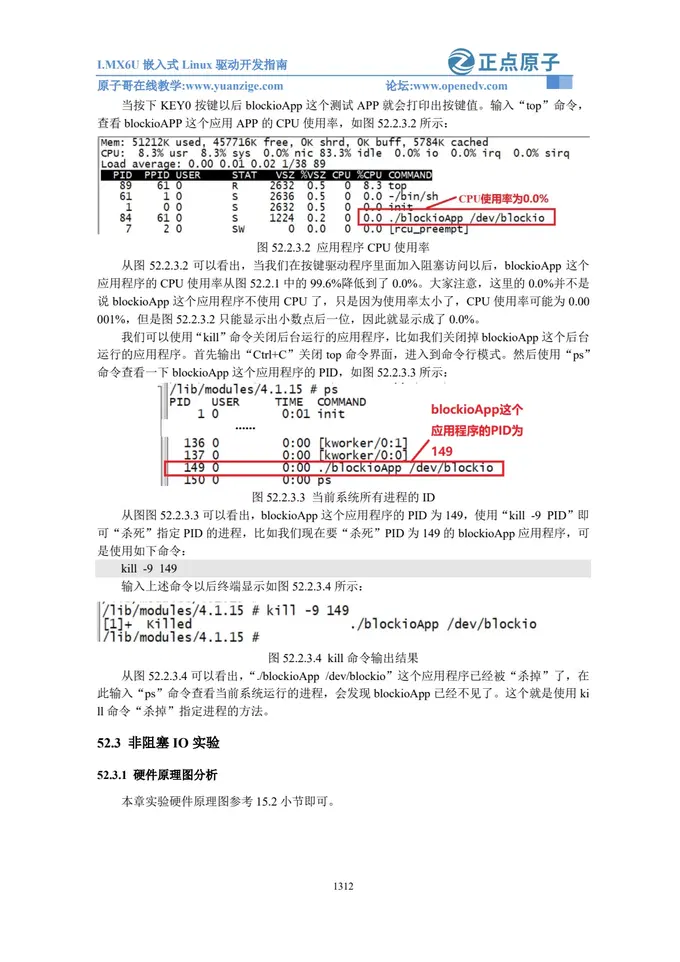 I.MX6U 嵌入式 Linux 驱动开发指南
正点原子
原子哥在线教学:www.yuanzige.com 论坛:www.openedv.com
当按下 KEY0 按键以后 blockioApp 这个测试 APP 就会打印出按键值。输入“top”命令，
查看 blockioAPP 这个应用 APP 的 CPU 使用率，如图 52.2.3.2 所示：
Mem: 51212K used, 457716K free, 0K shrd, 0K buff, 5784K cached
CPU: 8.3% usr 8.3% sys 0.0% nic 83.3% idle 0.0% io 0.0% irq 0.0% sirq
Load average: 0.00 0.01 0.02 1/38 89
PID PPID USER STAT VSZ %VSZ CPU %CPU COMMAND
89 61 0 R 2632 0.5 0 8.3 top
61 1 0 S 2636 0.5 0 0.0 -/bin/sh
CPU使用率为0.0%
1 0 0 S 2632 0.5 0 0.0 init
84 61 0 S 1224 0.2 0 0.0 ./blockioApp /dev/blockio
7 2 0 SW 0 0.0 0 0.0 [rcu_preempt]
图 52.2.3.2 应用程序 CPU 使用率
从图 52.2.3.2 可以看出，当我们在按键驱动程序里面加入阻塞访问以后，blockioApp 这个
应用程序的 CPU 使用率从图 52.2.1 中的 99.6%降低到了 0.0%。大家注意，这里的 0.0%并不是
说 blockioApp 这个应用程序不使用 CPU 了，只是因为使用率太小了，CPU 使用率可能为 0.00
001%，但是图 52.2.3.2 只能显示出小数点后一位，因此就显示成了 0.0%。
我们可以使用“kill”命令关闭后台运行的应用程序，比如我们关闭掉 blockioApp 这个后台
运行的应用程序。首先输出“Ctrl+C”关闭 top 命令界面，进入到命令行模式。然后使用“ps”
命令查看一下 blockioApp 这个应用程序的 PID，如图 52.2.3.3 所示：
/lib/modules/4.1.15 # ps
PID USER TIME COMMAND
1 0 0:01 init
......
136 0 0:00 [kworker/0:1]
137 0 0:00 [kworker/0:0]
149 0 0:00 ./blockioApp /dev/blockio
150 0 0:00 ps
blockioApp这个
应用程序的PID为
149
图 52.2.3.3 当前系统所有进程的 ID
从图图 52.2.3.3 可以看出，blockioApp 这个应用程序的 PID 为 149，使用“kill -9 PID”即
可“杀死”指定 PID 的进程，比如我们现在要“杀死”PID 为 149 的 blockioApp 应用程序，可
是使用如下命令：
kill -9 149
输入上述命令以后终端显示如图 52.2.3.4 所示：
/lib/modules/4.1.15 # kill -9 149
[1]+ Killed ./blockioApp /dev/blockio
/lib/modules/4.1.15 #
图 52.2.3.4 kill 命令输出结果
从图 52.2.3.4 可以看出，“./blockioApp /dev/blockio”这个应用程序已经被“杀掉”了，在
此输入“ps”命令查看当前系统运行的进程，会发现 blockioApp 已经不见了。这个就是使用 ki
ll 命令“杀掉”指定进程的方法。
52.3 非阻塞 IO 实验
52.3.1 硬件原理图分析
本章实验硬件原理图参考 15.2 小节即可。
1312